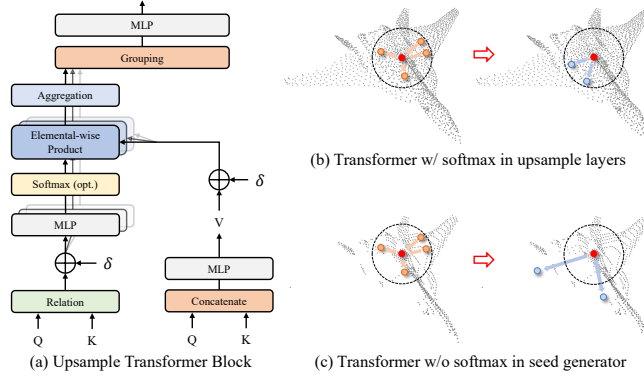 MLP
Grouping
Aggregation
Elemental-wise
Product
Softmax (opt.)
δ
V
MLP
δ
MLP
Relation
Concatenate
Q K Q K
(a) Upsample Transformer Block
(b) Transformer w/ softmax in upsample layers
(c) Transformer w/o softmax in seed generator